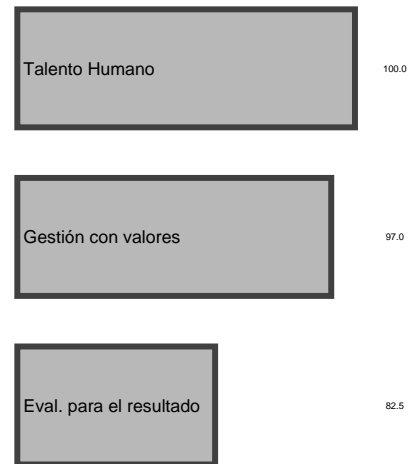 Talento Humano 100.0
Gestión con valores 97.0
Eval. para el resultado 82.5